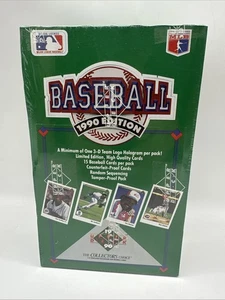 BASEBALL
1990 EDITION
A Minimum of One 3-D Team Logo Hologram per pack!
Limited Edition, High Quality Cards
15 Baseball Cards per pack
Counterfeit-Proof Cards
Random Sequencing
Tamper-Proof Pack
THE COLLECTOR'S CHOICE